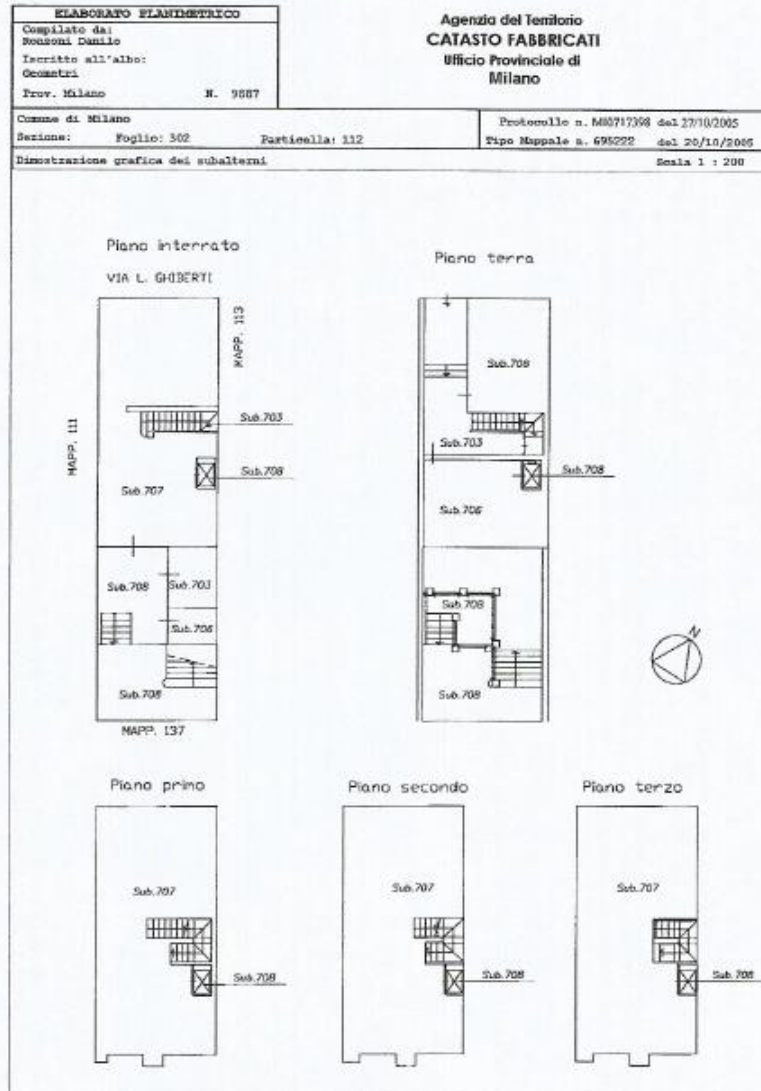 ELABORATO PLANIMETRICO
Compilato da:
Ronzoni Danilo
Iscritto all'albo:
Geometri
Prov. Milano N. 9887
Agenzia del Territorio
CATASTO FABBRICATI
Ufficio Provinciale di
Milano
Comune di Milano
Sezione: Foglio: 302 Particella: 112
Protocollo n. MI0717398 del 27/10/2005
Tipo Mappale n. 695222 del 20/10/2005
Dimostrazione grafica dei subalterni Scala 1 : 200
Piano interrato
VIA L. GHIBERTI
MAPP. 113
MAPP. 111
Sub.703
Sub.708
Sub.707
Sub.708
Sub.703
Sub.706
Sub.708
MAPP. 137
Piano terra
Sub.706
Sub.703
Sub.708
Sub.706
Sub.708
Sub.708
N
Piano primo
Sub.707
Sub.708
Piano secondo
Sub.707
Sub.708
Piano terzo
Sub.707
Sub.708